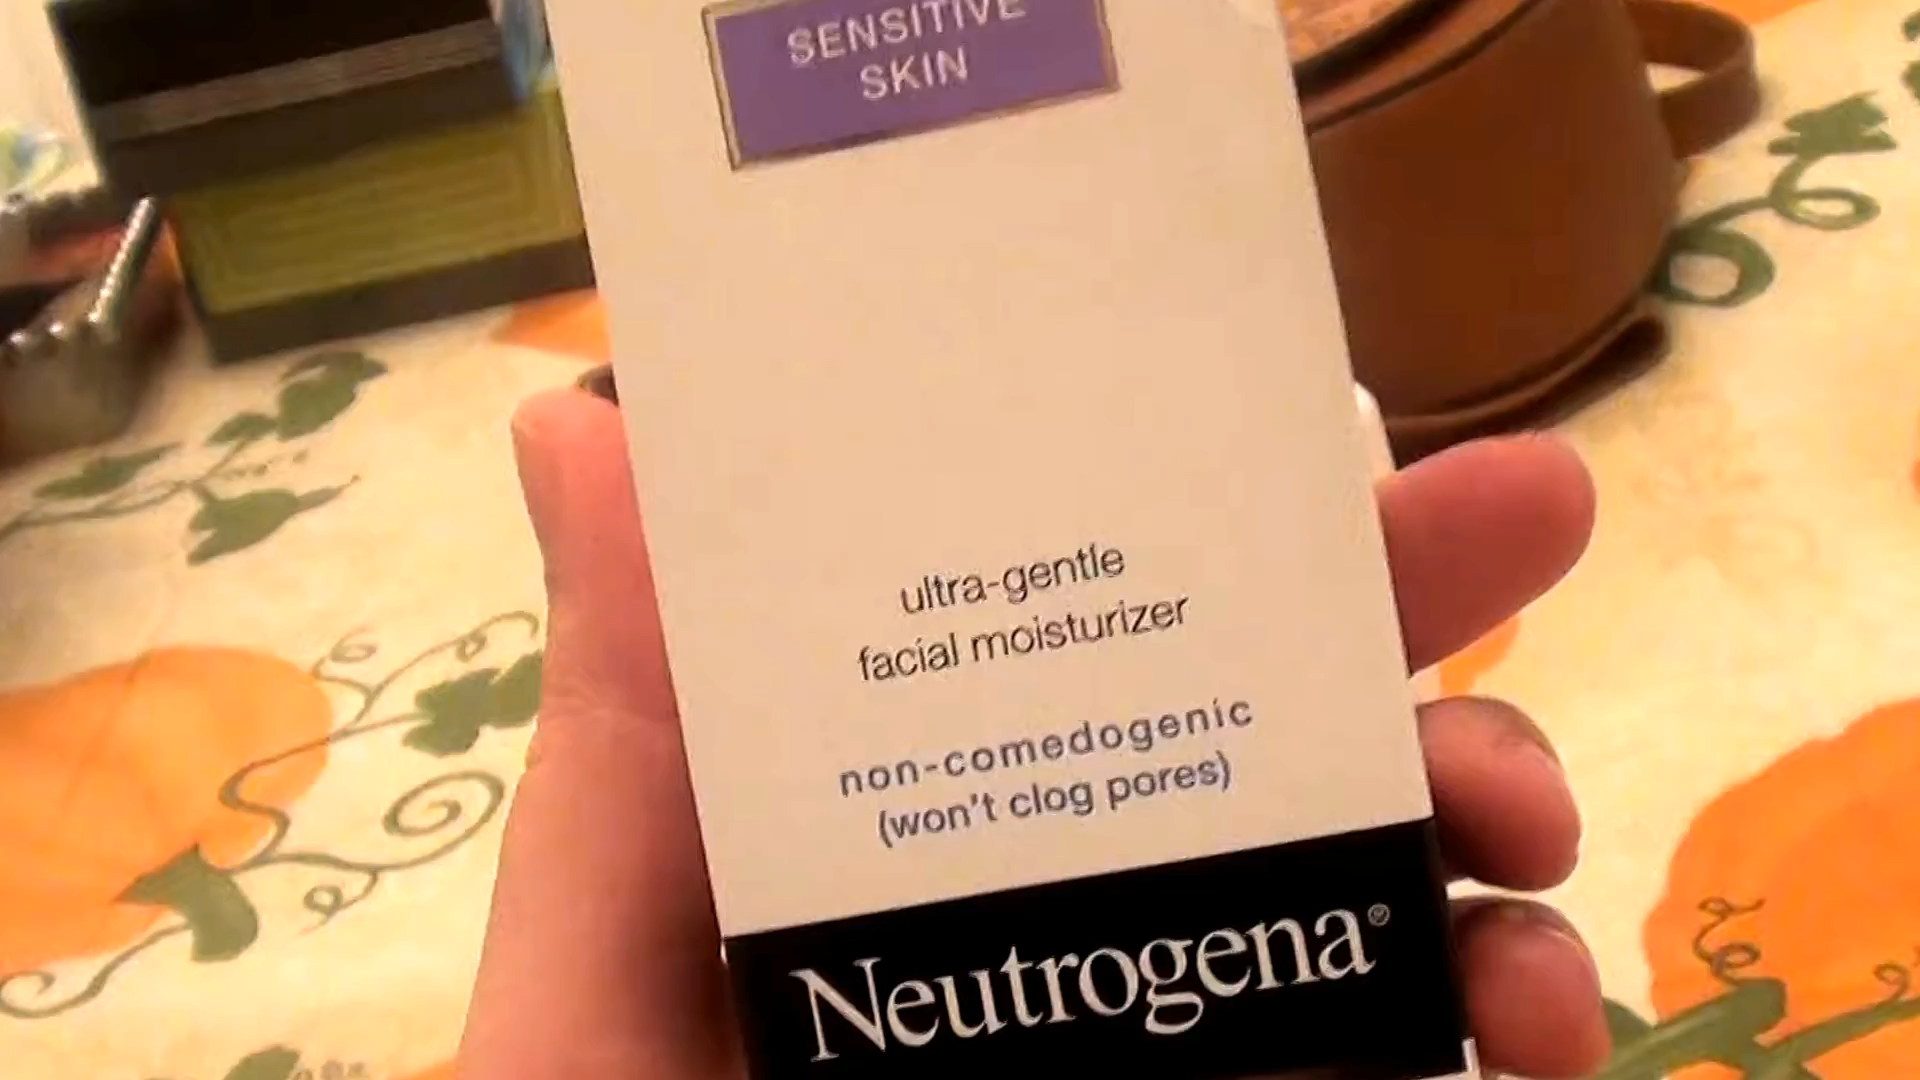 SENSITIVE
SKIN
ultra-gentle
facial moisturizer
non-comedogenic
(won't clog pores)
Neutrogena®